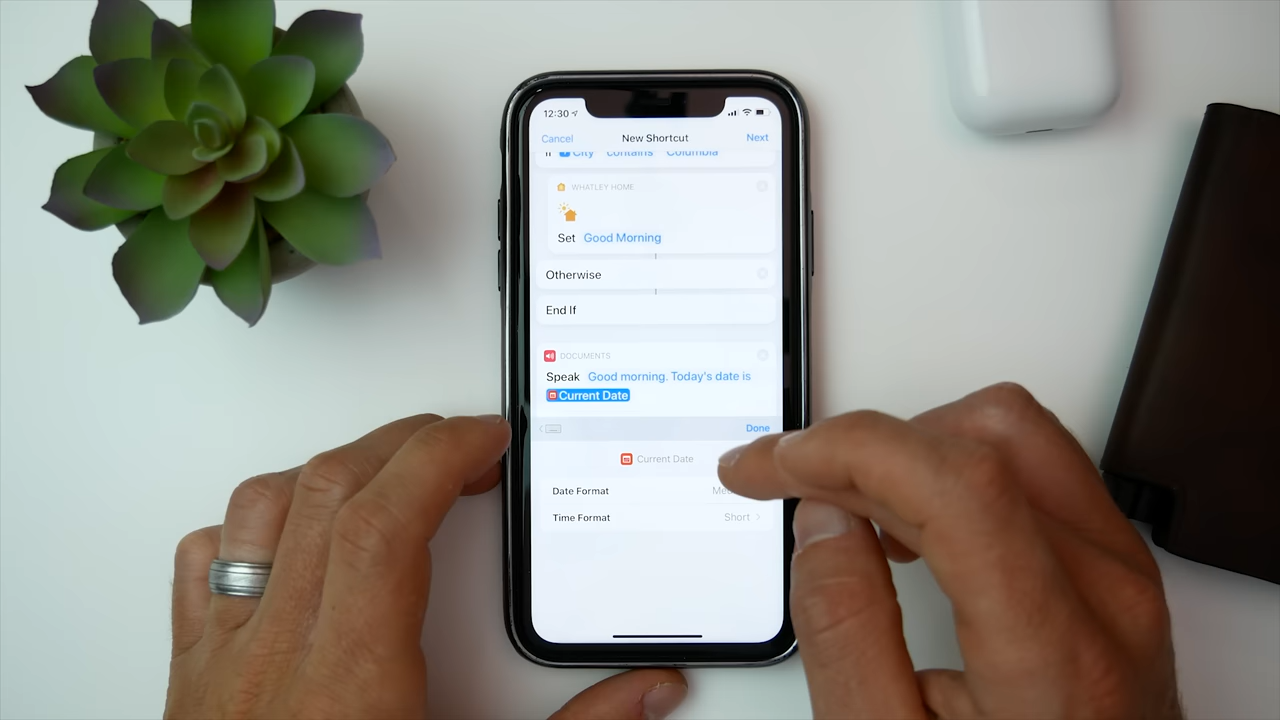 12:30
Cancel New Shortcut Next
If City contains Columbia
WHATLEY HOME
Set Good Morning
Otherwise
End If
DOCUMENTS
Speak Good morning. Today's date is
Current Date
Done
Current Date
Date Format
Time Format Short